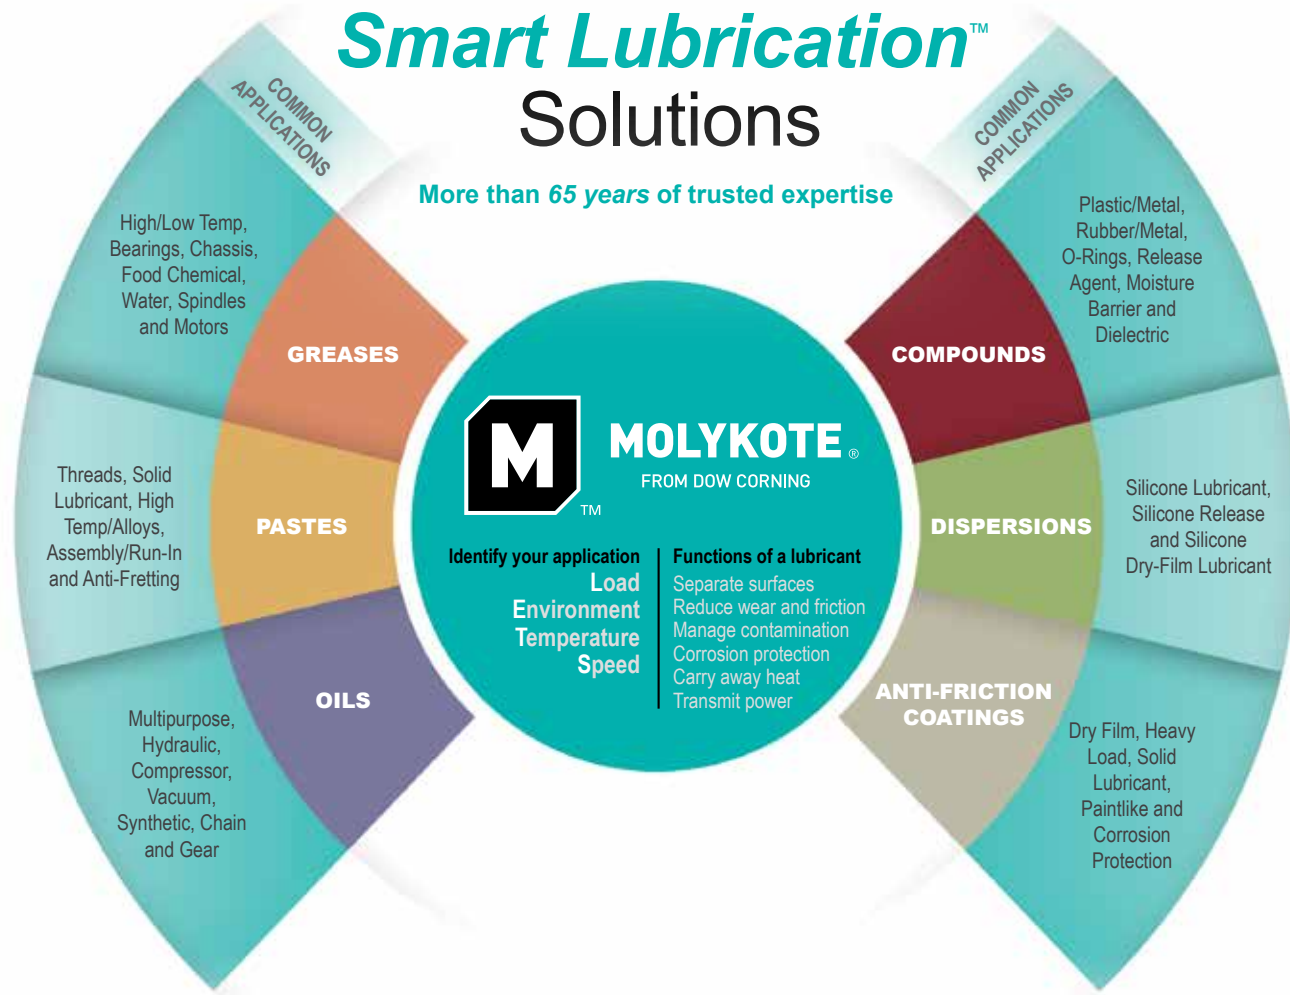 Smart Lubrication™
Solutions
More than 65 years of trusted expertise
COMMON
APPLICATIONS
High/Low Temp,
Bearings, Chassis,
Food Chemical,
Water, Spindles
and Motors
GREASES
Threads, Solid
Lubricant, High
Temp/Alloys,
Assembly/Run-In
and Anti-Fretting
PASTES
Multipurpose,
Hydraulic,
Compressor,
Vacuum,
Synthetic, Chain
and Gear
OILS
M
TM
MOLYKOTE®
FROM DOW CORNING
Identify your application
Load
Environment
Temperature
Speed
Functions of a lubricant
Separate surfaces
Reduce wear and friction
Manage contamination
Corrosion protection
Carry away heat
Transmit power
COMMON
APPLICATIONS
COMPOUNDS
Plastic/Metal,
Rubber/Metal,
O-Rings, Release
Agent, Moisture
Barrier and
Dielectric
DISPERSIONS
Silicone Lubricant,
Silicone Release
and Silicone
Dry-Film Lubricant
ANTI-FRICTION
COATINGS
Dry Film, Heavy
Load, Solid
Lubricant,
Paintlike and
Corrosion
Protection